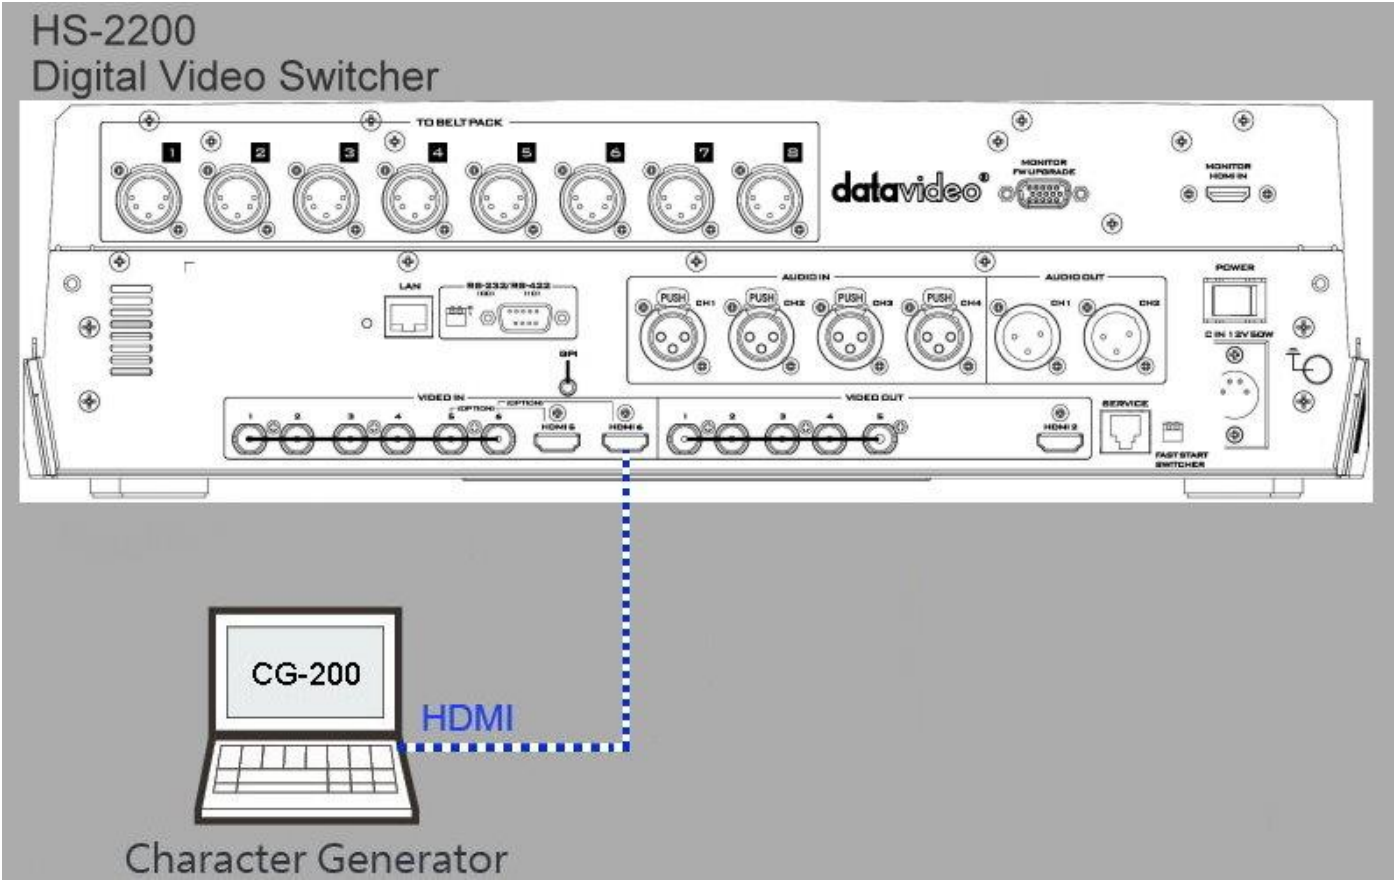 HS-2200
Digital Video Switcher
TO BELT PACK
1 2 3 4 5 6 7 8
datavideo®
MONITOR
FW UPGRADE
MONITOR
HDMI IN
LAN
RS-232/RS-422
AUDIO IN
PUSH CH1 PUSH CH2 PUSH CH3 PUSH CH4
AUDIO OUT
CH1 CH2
POWER
C IN 12V 50W
GPI
VIDEO IN
(OPTION) (OPTION)
1 2 3 4 5 6 HDMI 5 HDMI 6
VIDEO OUT
1 2 3 4 5 HDMI 2
SERVICE
FAST START
SWITCHER
CG-200
HDMI
Character Generator